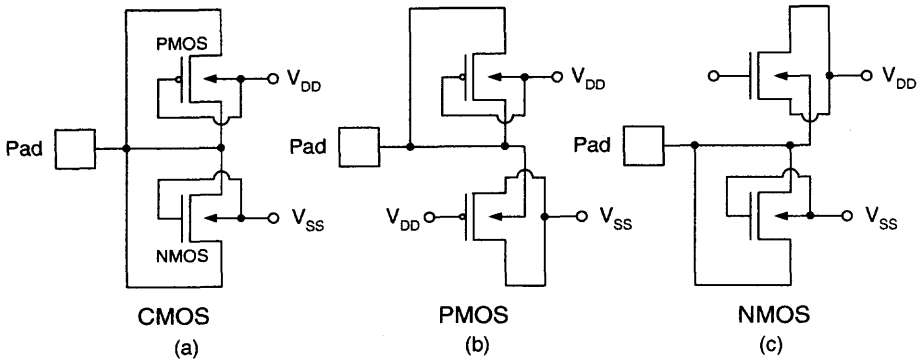 PMOS
V_DD
Pad
V_SS
NMOS
CMOS
(a)
V_DD
Pad
V_DD
V_SS
PMOS
(b)
V_DD
Pad
V_SS
NMOS
(c)